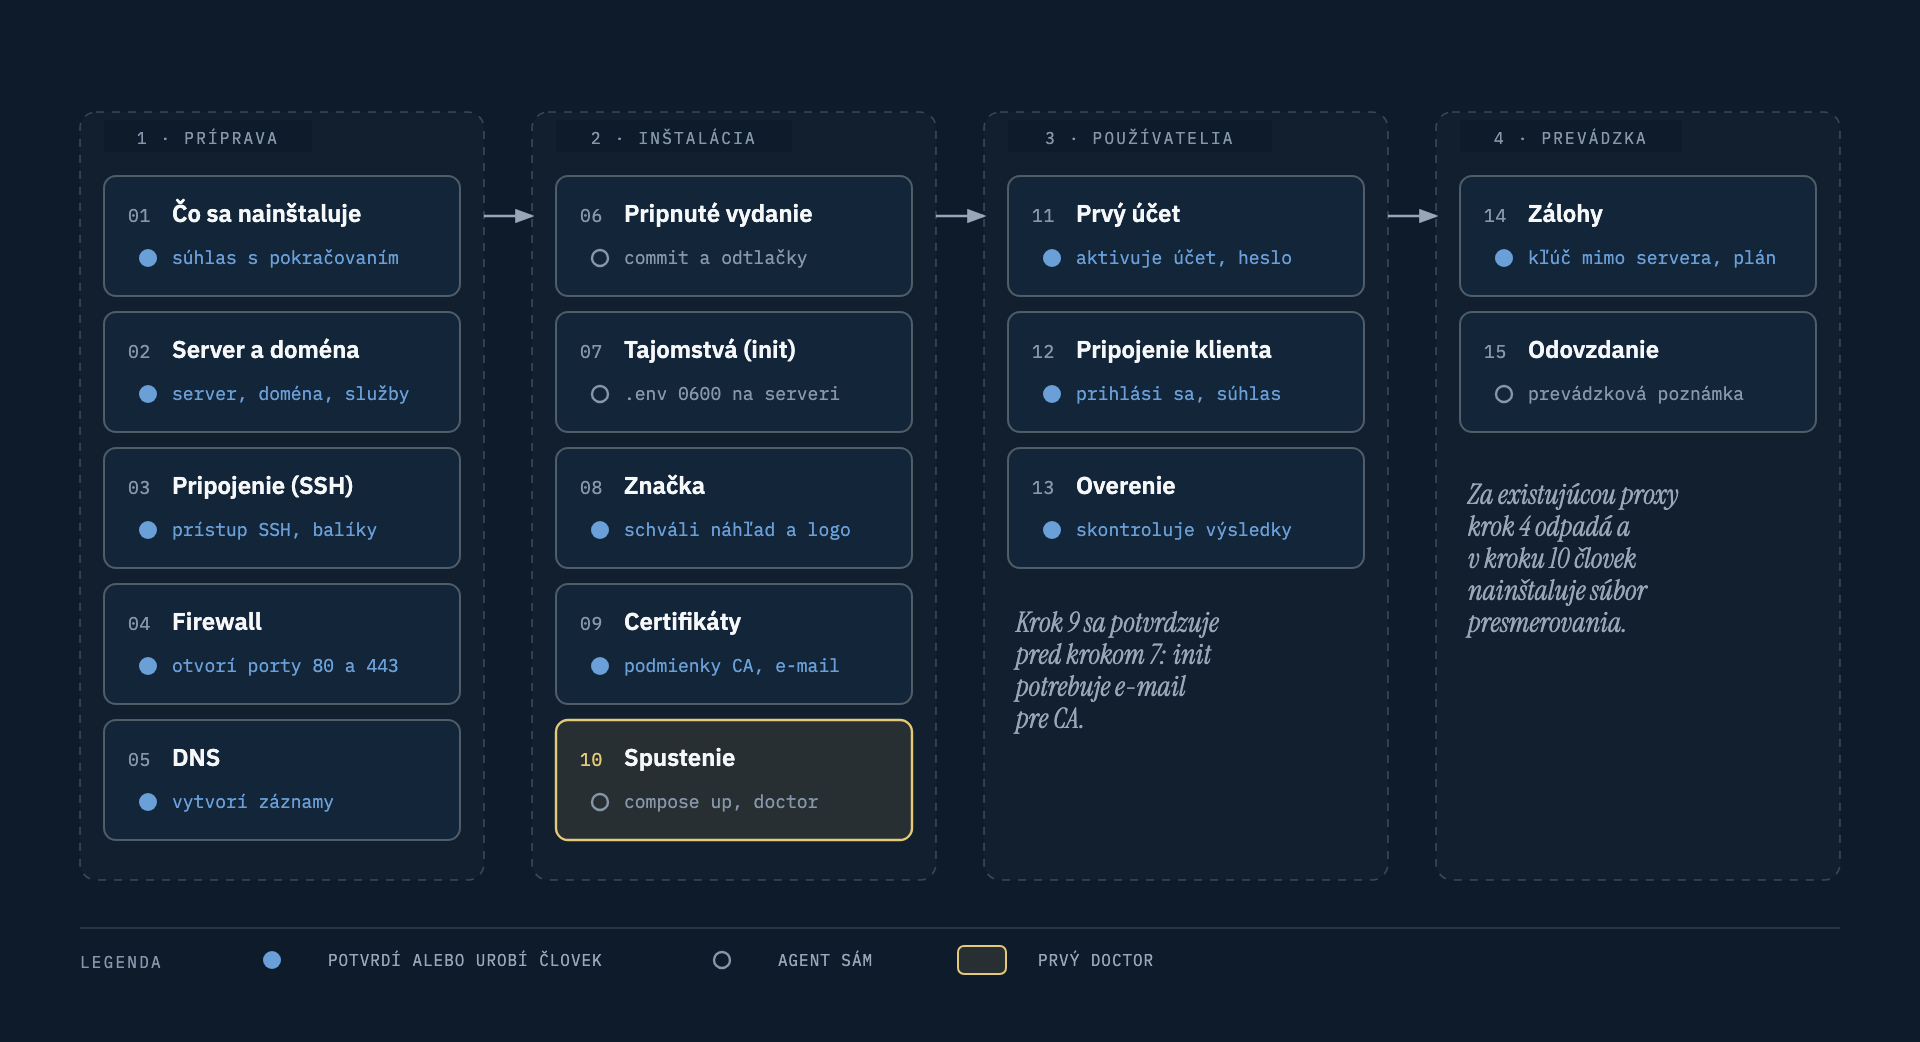 1 · PRÍPRAVA
01 Čo sa nainštaluje
súhlas s pokračovaním
02 Server a doména
server, doména, služby
03 Pripojenie (SSH)
prístup SSH, balíky
04 Firewall
otvorí porty 80 a 443
05 DNS
vytvorí záznamy
2 · INŠTALÁCIA
06 Pripnuté vydanie
commit a odtlačky
07 Tajomstvá (init)
.env 0600 na serveri
08 Značka
schváli náhľad a logo
09 Certifikáty
podmienky CA, e-mail
10 Spustenie
compose up, doctor
3 · POUŽÍVATELIA
11 Prvý účet
aktivuje účet, heslo
12 Pripojenie klienta
prihlási sa, súhlas
13 Overenie
skontroluje výsledky
Krok 9 sa potvrdzuje
pred krokom 7: init
potrebuje e-mail
pre CA.
4 · PREVÁDZKA
14 Zálohy
kľúč mimo servera, plán
15 Odovzdanie
prevádzková poznámka
Za existujúcou proxy
krok 4 odpadá a
v kroku 10 človek
nainštaluje súbor
presmerovania.
LEGENDA
POTVRDÍ ALEBO UROBÍ ČLOVEK
AGENT SÁM
PRVÝ DOCTOR